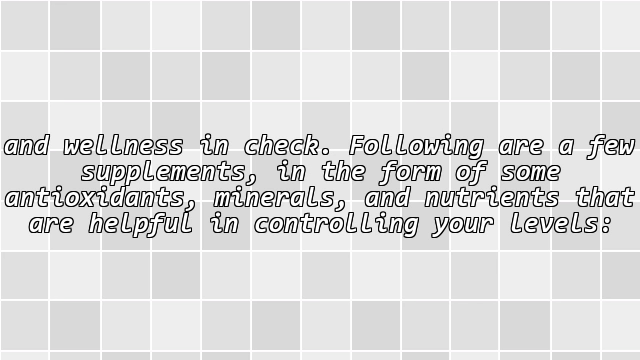 and wellness in check. Following are a few
supplements, in the form of some
antioxidants, minerals, and nutrients that
are helpful in controlling your levels: